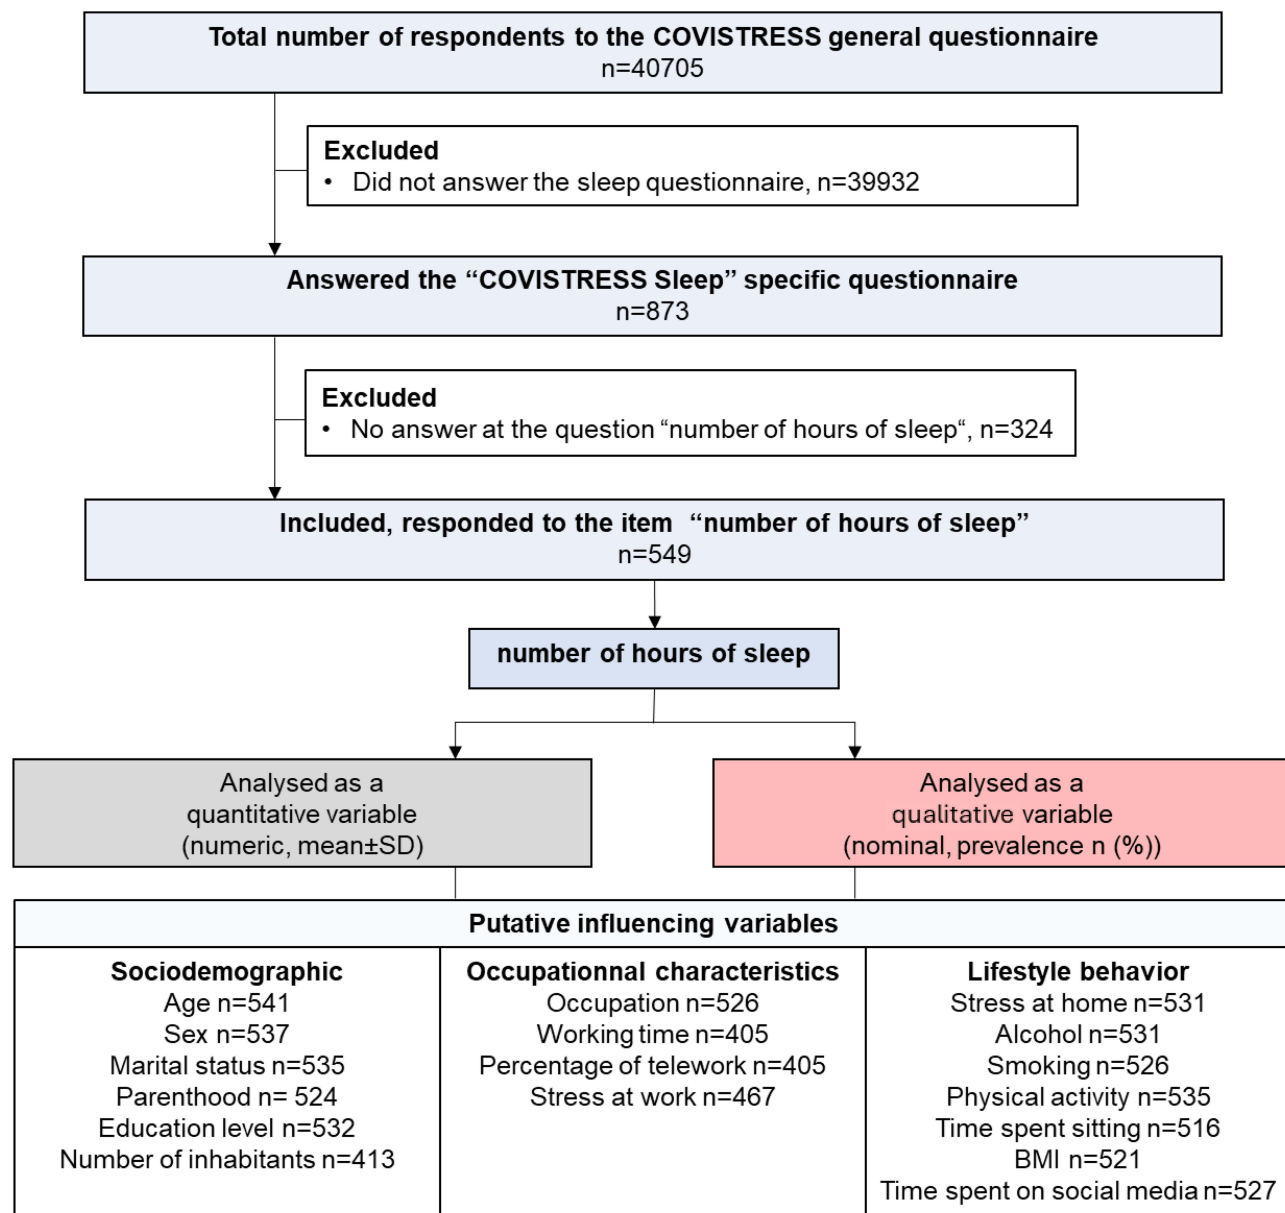 Total number of respondents to the COVISTRESS general questionnaire
n=40705
Excluded
• Did not answer the sleep questionnaire, n=39932
Answered the “COVISTRESS Sleep” specific questionnaire
n=873
Excluded
• No answer at the question “number of hours of sleep“, n=324
Included, responded to the item “number of hours of sleep”
n=549
number of hours of sleep
Analysed as a
quantitative variable
(numeric, mean±SD)
Analysed as a
qualitative variable
(nominal, prevalence n (%))
Putative influencing variables
Sociodemographic
Age n=541
Sex n=537
Marital status n=535
Parenthood n= 524
Education level n=532
Number of inhabitants n=413
Occupationnal characteristics
Occupation n=526
Working time n=405
Percentage of telework n=405
Stress at work n=467
Lifestyle behavior
Stress at home n=531
Alcohol n=531
Smoking n=526
Physical activity n=535
Time spent sitting n=516
BMI n=521
Time spent on social media n=527